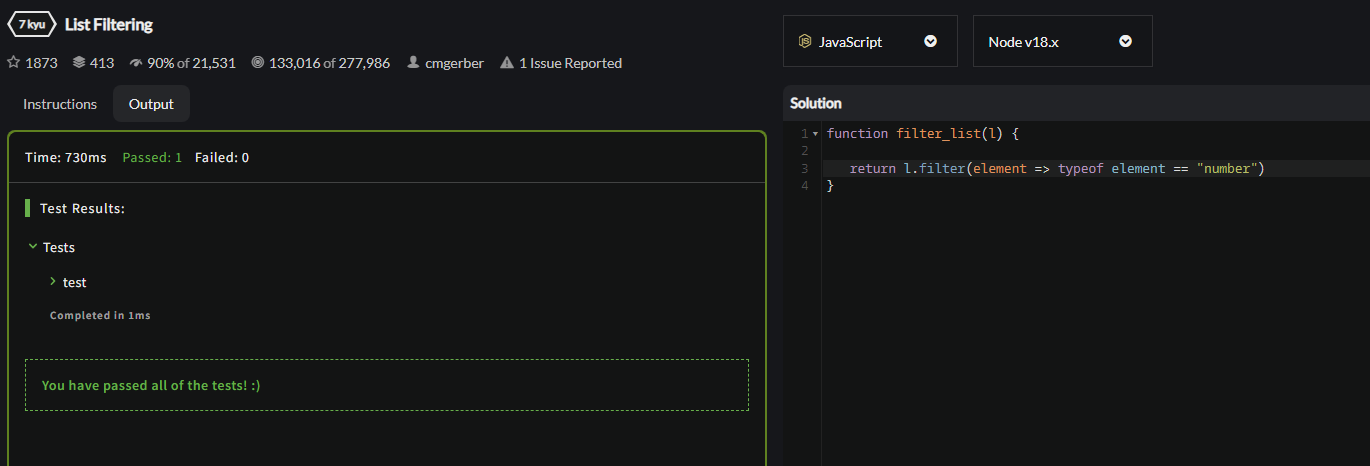 7 kyu List Filtering
1873 413 90% of 21,531 133,016 of 277,986 cmgerber 1 Issue Reported
Instructions Output
Time: 730ms Passed: 1 Failed: 0
Test Results:
Tests
test
Completed in 1ms
You have passed all of the tests! :)
JS JavaScript Node v18.x
Solution
1 function filter_list(l) {
2
3 return l.filter(element => typeof element == "number")
4 }